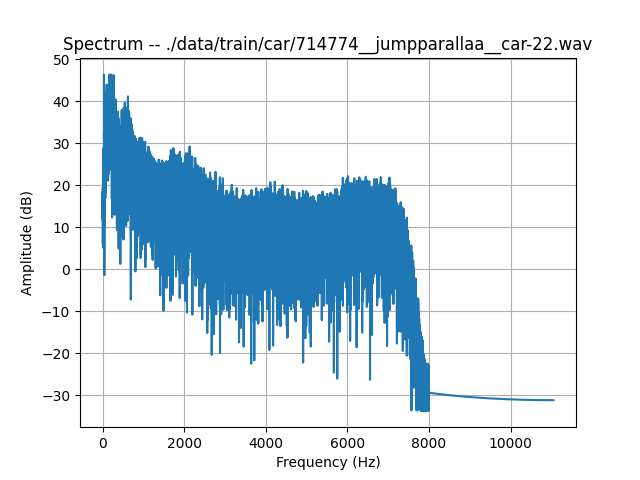 Spectrum -- ./data/train/car/714774__jumpparallaa__car-22.wav
50
40
30
20
10
0
−10
−20
−30
Amplitude (dB)
0 2000 4000 6000 8000 10000
Frequency (Hz)